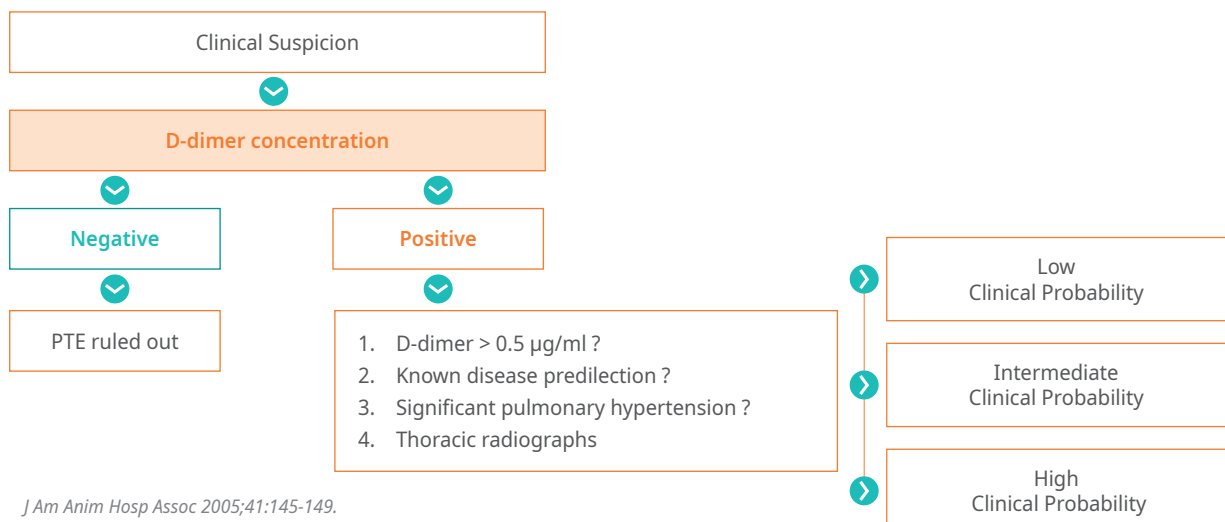 Clinical Suspicion
D-dimer concentration
Negative
Positive
PTE ruled out
1. D-dimer > 0.5 µg/ml ?
2. Known disease predilection ?
3. Significant pulmonary hypertension ?
4. Thoracic radiographs
Low
Clinical Probability
Intermediate
Clinical Probability
High
Clinical Probability
J Am Anim Hosp Assoc 2005;41:145-149.